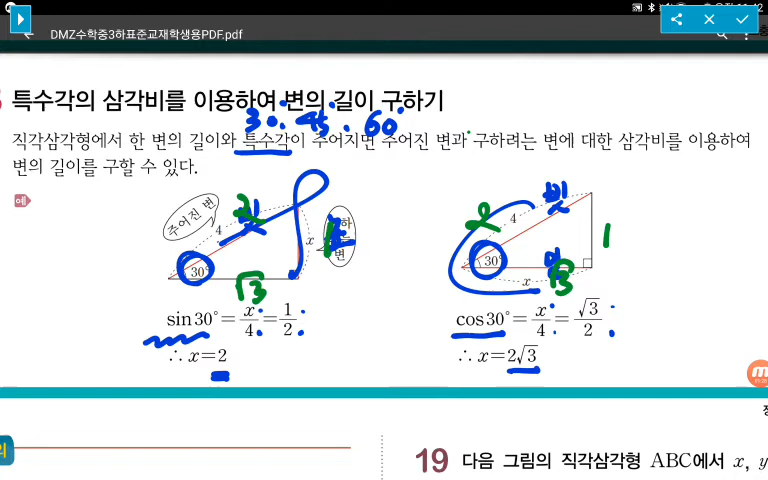 DMZ수학중3하표준교재학생용PDF.pdf
특수각의 삼각비를 이용하여 변의 길이 구하기
30°. 45°. 60°
직각삼각형에서 한 변의 길이와 특수각이 주어지면 주어진 변과 구하려는 변에 대한 삼각비를 이용하여
변의 길이를 구할 수 있다.
예
주어진 변
4
2
x
1
변
30°
√3
sin30°=x/4=1/2
∴ x=2
2
4
1
30°
√3
x
cos30°=x/4=√3/2
∴ x=2√3
19 다음 그림의 직각삼각형 ABC에서 x, y